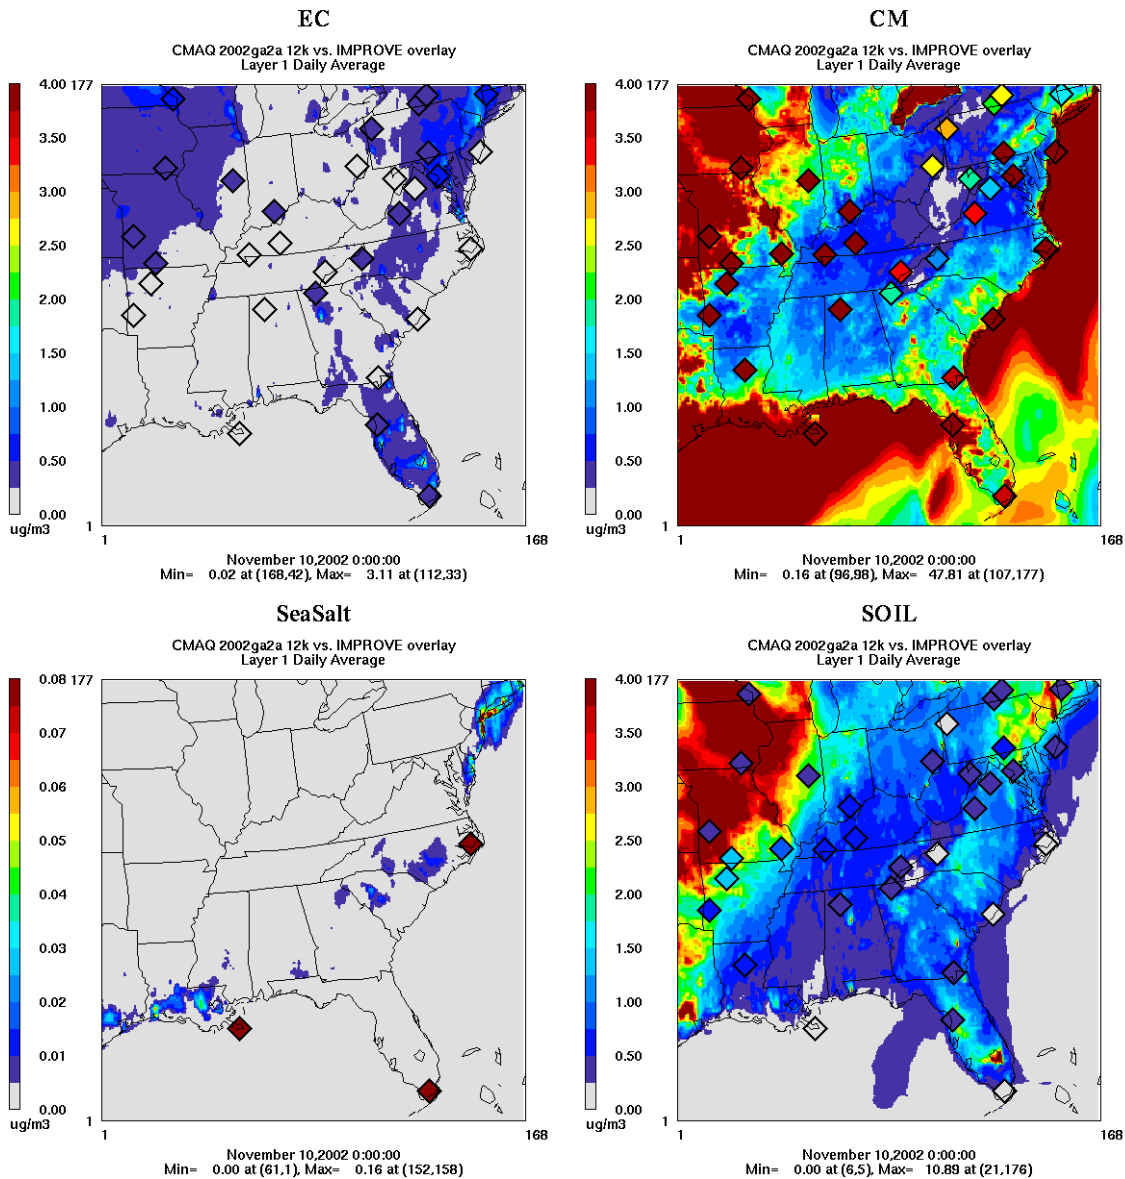 EC
CMAQ 2002ga2a 12k vs. IMPROVE overlay
Layer 1 Daily Average
4.00
3.50
3.00
2.50
2.00
1.50
1.00
0.50
0.00
ug/m3
177
1
1
168
November 10,2002 0:00:00
Min= 0.02 at (168,42), Max= 3.11 at (112,33)
CM
CMAQ 2002ga2a 12k vs. IMPROVE overlay
Layer 1 Daily Average
4.00
3.50
3.00
2.50
2.00
1.50
1.00
0.50
0.00
ug/m3
177
1
1
168
November 10,2002 0:00:00
Min= 0.16 at (96,98), Max= 47.81 at (107,177)
SeaSalt
CMAQ 2002ga2a 12k vs. IMPROVE overlay
Layer 1 Daily Average
0.08
0.07
0.06
0.05
0.04
0.03
0.02
0.01
0.00
ug/m3
177
1
1
168
November 10,2002 0:00:00
Min= 0.00 at (61,1), Max= 0.16 at (152,158)
SOIL
CMAQ 2002ga2a 12k vs. IMPROVE overlay
Layer 1 Daily Average
4.00
3.50
3.00
2.50
2.00
1.50
1.00
0.50
0.00
ug/m3
177
1
1
168
November 10,2002 0:00:00
Min= 0.00 at (6,5), Max= 10.89 at (21,176)